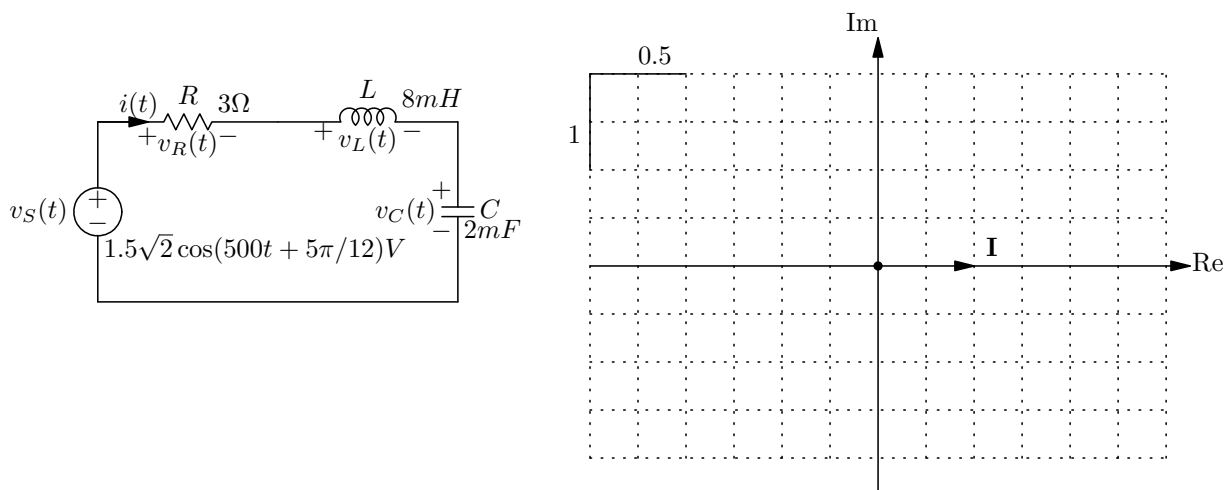 Im
0.5
R
L
i(t)
3Ω
8mH
+
−
+
−
v_R(t)
v_L(t)
1
+
v_S(t)
+
−
v_C(t)
C
−
2mF
1.5√2 cos(500t + 5π/12)V
I
Re